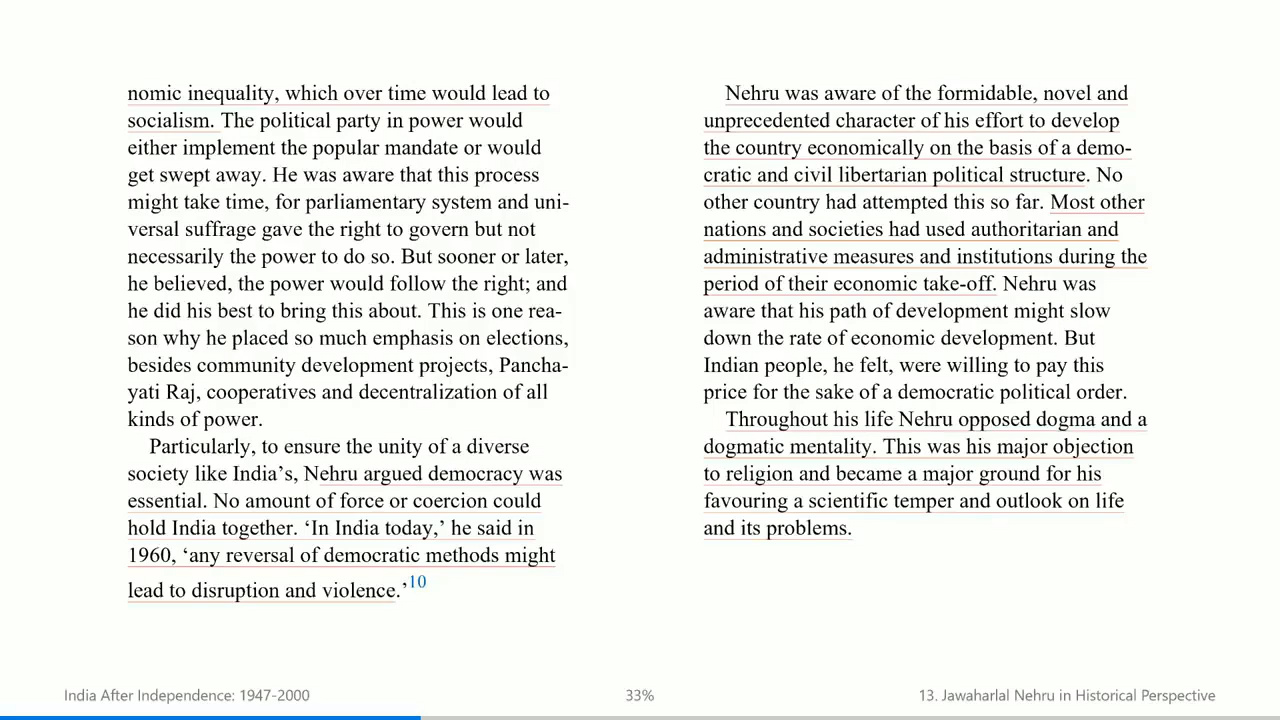 nomic inequality, which over time would lead to
socialism. The political party in power would
either implement the popular mandate or would
get swept away. He was aware that this process
might take time, for parliamentary system and uni-
versal suffrage gave the right to govern but not
necessarily the power to do so. But sooner or later,
he believed, the power would follow the right; and
he did his best to bring this about. This is one rea-
son why he placed so much emphasis on elections,
besides community development projects, Pancha-
yati Raj, cooperatives and decentralization of all
kinds of power.
Particularly, to ensure the unity of a diverse
society like India’s, Nehru argued democracy was
essential. No amount of force or coercion could
hold India together. ‘In India today,’ he said in
1960, ‘any reversal of democratic methods might
lead to disruption and violence.’10
Nehru was aware of the formidable, novel and
unprecedented character of his effort to develop
the country economically on the basis of a demo-
cratic and civil libertarian political structure. No
other country had attempted this so far. Most other
nations and societies had used authoritarian and
administrative measures and institutions during the
period of their economic take-off. Nehru was
aware that his path of development might slow
down the rate of economic development. But
Indian people, he felt, were willing to pay this
price for the sake of a democratic political order.
Throughout his life Nehru opposed dogma and a
dogmatic mentality. This was his major objection
to religion and became a major ground for his
favouring a scientific temper and outlook on life
and its problems.
India After Independence: 1947-2000
33%
13. Jawaharlal Nehru in Historical Perspective